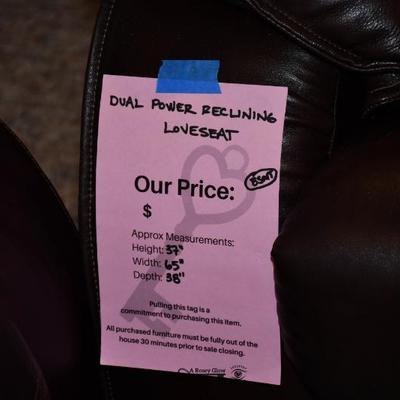 DUAL POWER RECLINING
LOVESEAT
Our Price:
$
Approx Measurements:
Height: 37"
Width: 65"
Depth: 38"
Pulling this tag is a
commitment to purchasing this item.
All purchased furniture must be fully out of the
house 30 minutes prior to sale closing.
A Rosey Glow